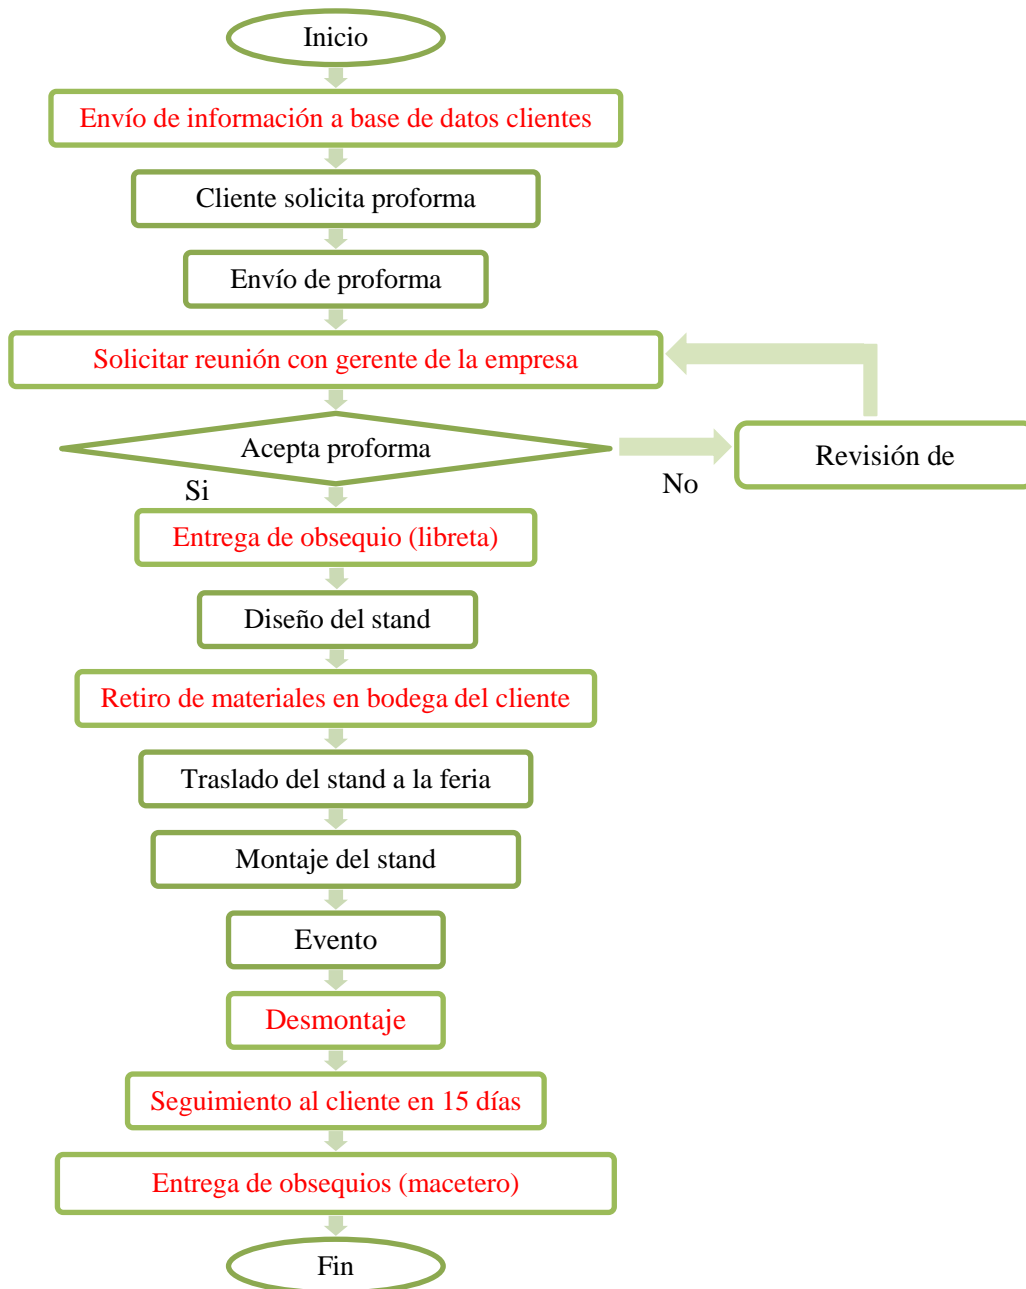 Inicio
Envío de información a base de datos clientes
Cliente solicita proforma
Envío de proforma
Solicitar reunión con gerente de la empresa
Acepta proforma
Revisión de
Si
No
Entrega de obsequio (libreta)
Diseño del stand
Retiro de materiales en bodega del cliente
Traslado del stand a la feria
Montaje del stand
Evento
Desmontaje
Seguimiento al cliente en 15 días
Entrega de obsequios (macetero)
Fin